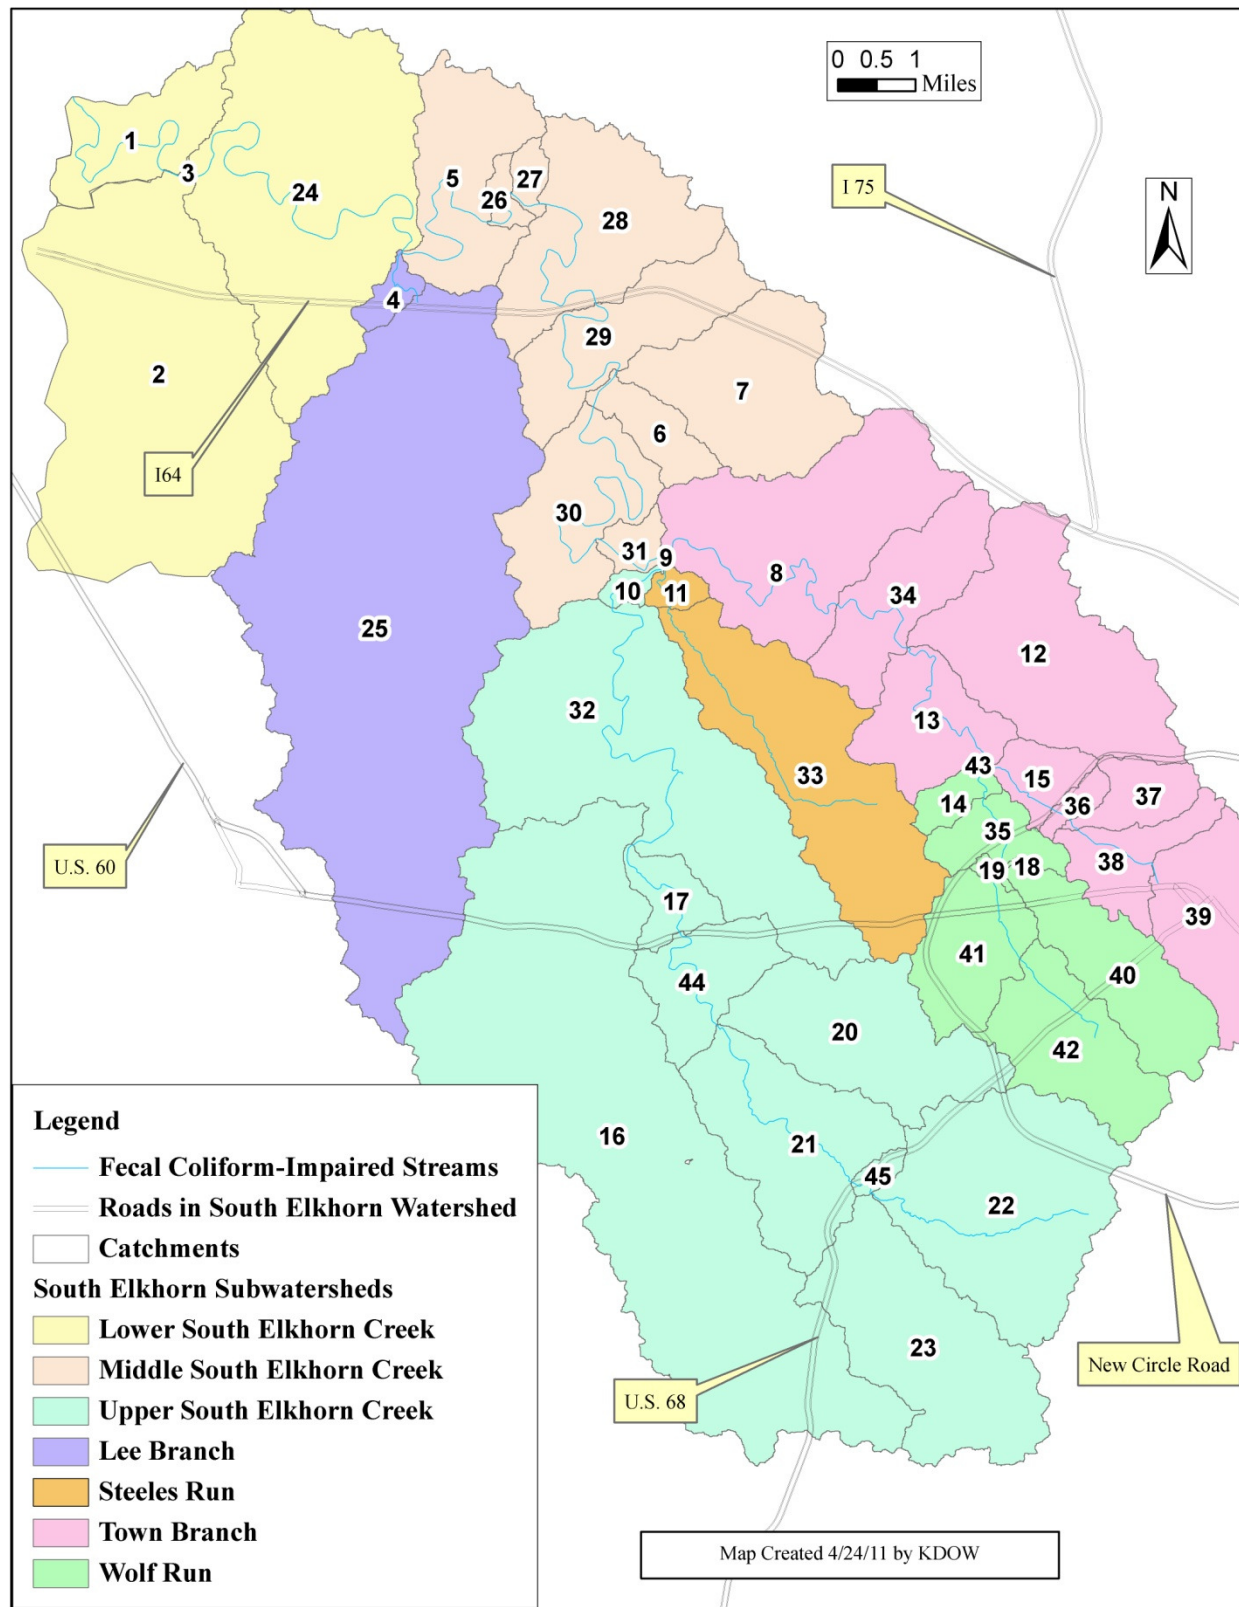 0 0.5 1
Miles
N
I 75
I64
U.S. 60
U.S. 68
New Circle Road
1
3
24
5
26
27
28
4
29
2
7
6
30
31
9
8
10
11
34
25
12
32
13
33
43
15
14
36
37
35
38
19
18
17
39
41
40
44
20
42
16
21
45
22
23
Legend
Fecal Coliform-Impaired Streams
Roads in South Elkhorn Watershed
Catchments
South Elkhorn Subwatersheds
Lower South Elkhorn Creek
Middle South Elkhorn Creek
Upper South Elkhorn Creek
Lee Branch
Steeles Run
Town Branch
Wolf Run
Map Created 4/24/11 by KDOW